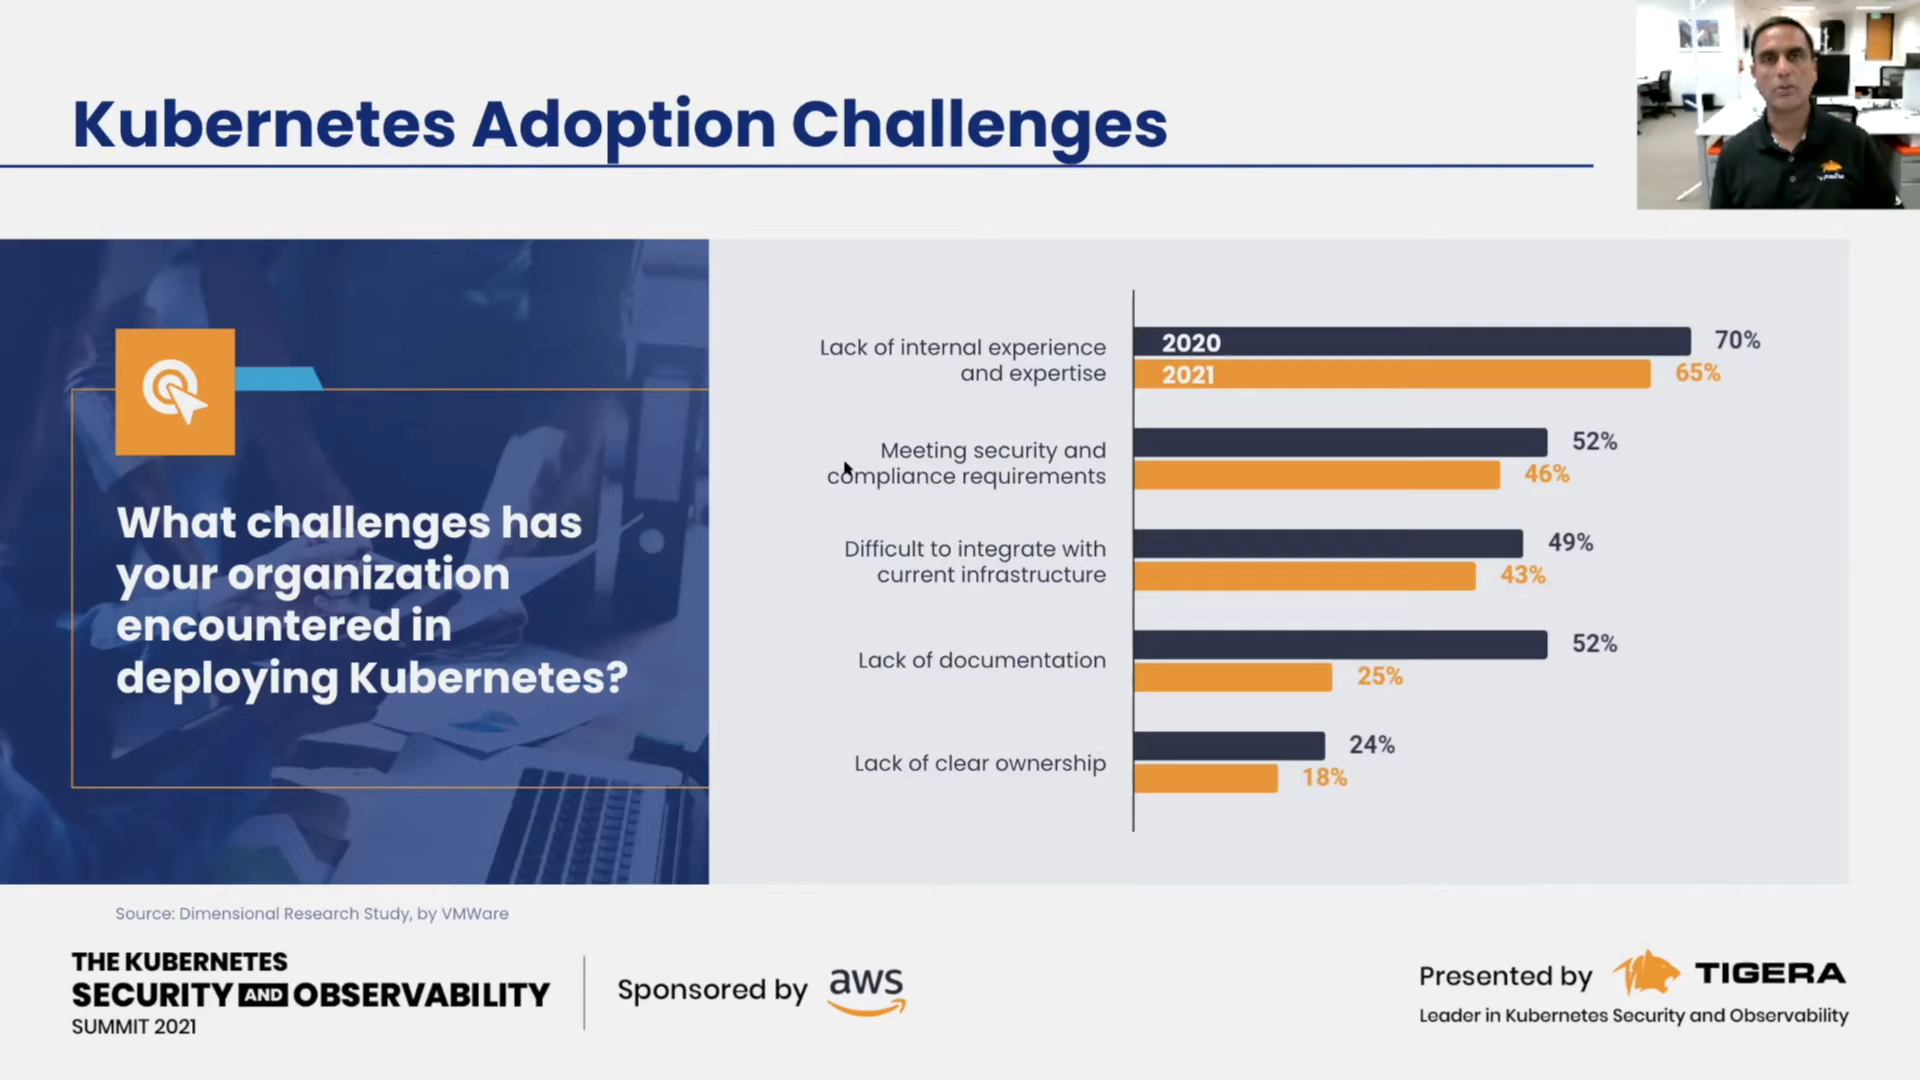 Kubernetes Adoption Challenges
What challenges has
your organization
encountered in
deploying Kubernetes?
Lack of internal experience
and expertise
2020
70%
2021
65%
Meeting security and
compliance requirements
52%
46%
Difficult to integrate with
current infrastructure
49%
43%
Lack of documentation
52%
25%
Lack of clear ownership
24%
18%
Source: Dimensional Research Study, by VMWare
THE KUBERNETES
SECURITY AND OBSERVABILITY
SUMMIT 2021
Sponsored by aws
Presented by TIGERA
Leader in Kubernetes Security and Observability